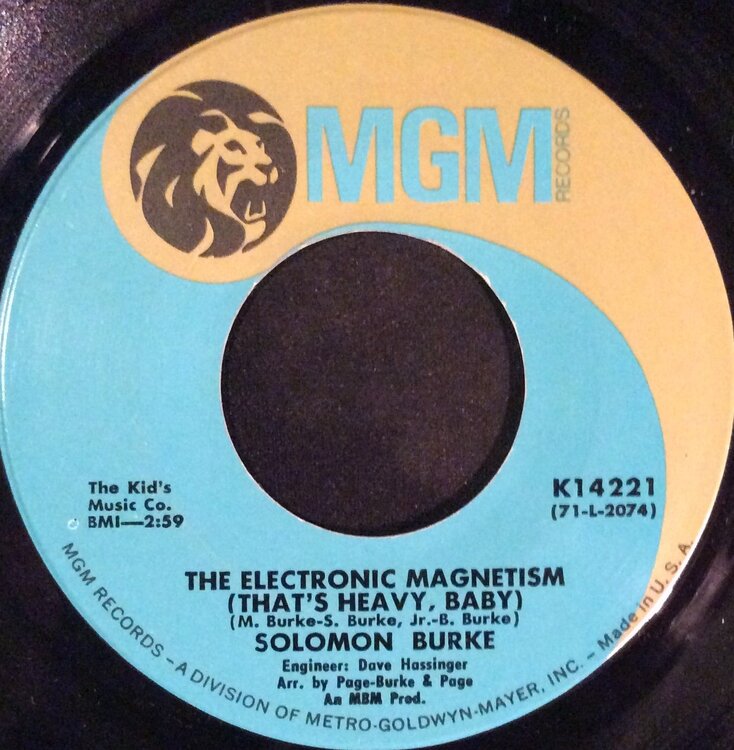 MGM
RECORDS
The Kid's
Music Co.
BMI—2:59
K14221
(71-L-2074)
THE ELECTRONIC MAGNETISM
(THAT'S HEAVY, BABY)
(M. Burke-S. Burke, Jr.-B. Burke)
SOLOMON BURKE
Engineer: Dave Hassinger
Arr. by Page-Burke & Page
An MBM Prod.
MGM RECORDS – A DIVISION OF METRO-GOLDWYN-MAYER, INC. – Made in U. S. A.